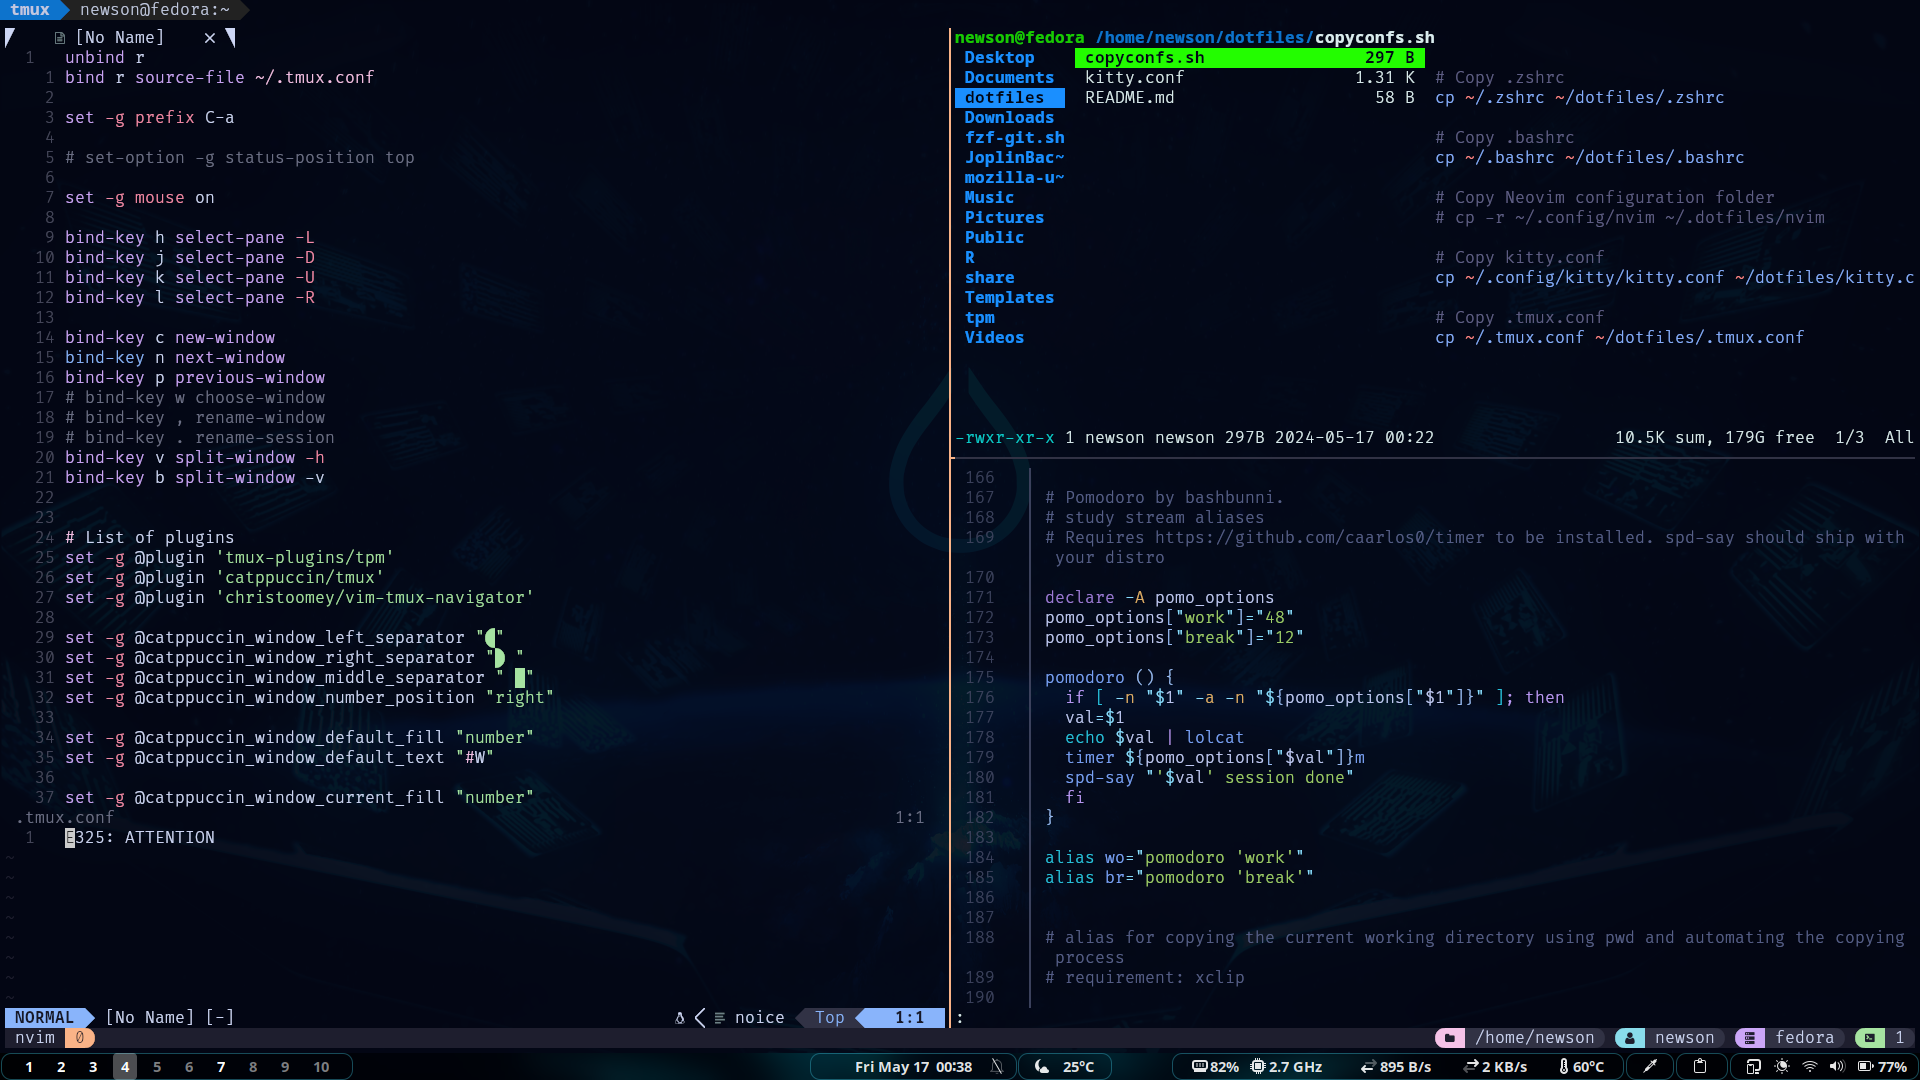 tmux newson@fedora:~
[No Name] ×
1 unbind r
1 bind r source-file ~/.tmux.conf
2
3 set -g prefix C-a
4
5 # set-option -g status-position top
6
7 set -g mouse on
8
9 bind-key h select-pane -L
10 bind-key j select-pane -D
11 bind-key k select-pane -U
12 bind-key l select-pane -R
13
14 bind-key c new-window
15 bind-key n next-window
16 bind-key p previous-window
17 # bind-key w choose-window
18 # bind-key , rename-window
19 # bind-key . rename-session
20 bind-key v split-window -h
21 bind-key b split-window -v
22
23
24 # List of plugins
25 set -g @plugin 'tmux-plugins/tpm'
26 set -g @plugin 'catppuccin/tmux'
27 set -g @plugin 'christoomey/vim-tmux-navigator'
28
29 set -g @catppuccin_window_left_separator ""
30 set -g @catppuccin_window_right_separator " "
31 set -g @catppuccin_window_middle_separator " █"
32 set -g @catppuccin_window_number_position "right"
33
34 set -g @catppuccin_window_default_fill "number"
35 set -g @catppuccin_window_default_text "#W"
36
37 set -g @catppuccin_window_current_fill "number"
.tmux.conf 1:1
1 E325: ATTENTION
~
~
~
~
~
~
~
~
NORMAL [No Name] [-] noice Top 1:1
nvim 0
newson@fedora /home/newson/dotfiles/copyconfs.sh
Desktop
Documents
dotfiles
Downloads
fzf-git.sh
JoplinBac~
mozilla-u~
Music
Pictures
Public
R
share
Templates
tpm
Videos
copyconfs.sh 297 B
kitty.conf 1.31 K
README.md 58 B
# Copy .zshrc
cp ~/.zshrc ~/dotfiles/.zshrc
# Copy .bashrc
cp ~/.bashrc ~/dotfiles/.bashrc
# Copy Neovim configuration folder
# cp -r ~/.config/nvim ~/.dotfiles/nvim
# Copy kitty.conf
cp ~/.config/kitty/kitty.conf ~/dotfiles/kitty.c
# Copy .tmux.conf
cp ~/.tmux.conf ~/dotfiles/.tmux.conf
-rwxr-xr-x 1 newson newson 297B 2024-05-17 00:22 10.5K sum, 179G free 1/3 All
166
167 # Pomodoro by bashbunni.
168 # study stream aliases
169 # Requires https://github.com/caarlos0/timer to be installed. spd-say should ship with
your distro
170
171 declare -A pomo_options
172 pomo_options["work"]="48"
173 pomo_options["break"]="12"
174
175 pomodoro () {
176 if [ -n "$1" -a -n "${pomo_options["$1"]}" ]; then
177 val=$1
178 echo $val | lolcat
179 timer ${pomo_options["$val"]}m
180 spd-say "'$val' session done"
181 fi
182 }
183
184 alias wo="pomodoro 'work'"
185 alias br="pomodoro 'break'"
186
187
188 # alias for copying the current working directory using pwd and automating the copying
process
189 # requirement: xclip
190
:
/home/newson newson fedora 1
1 2 3 4 5 6 7 8 9 10
Fri May 17 00:38 25°C
82% 2.7 GHz 895 B/s 2 KB/s 60°C 77%